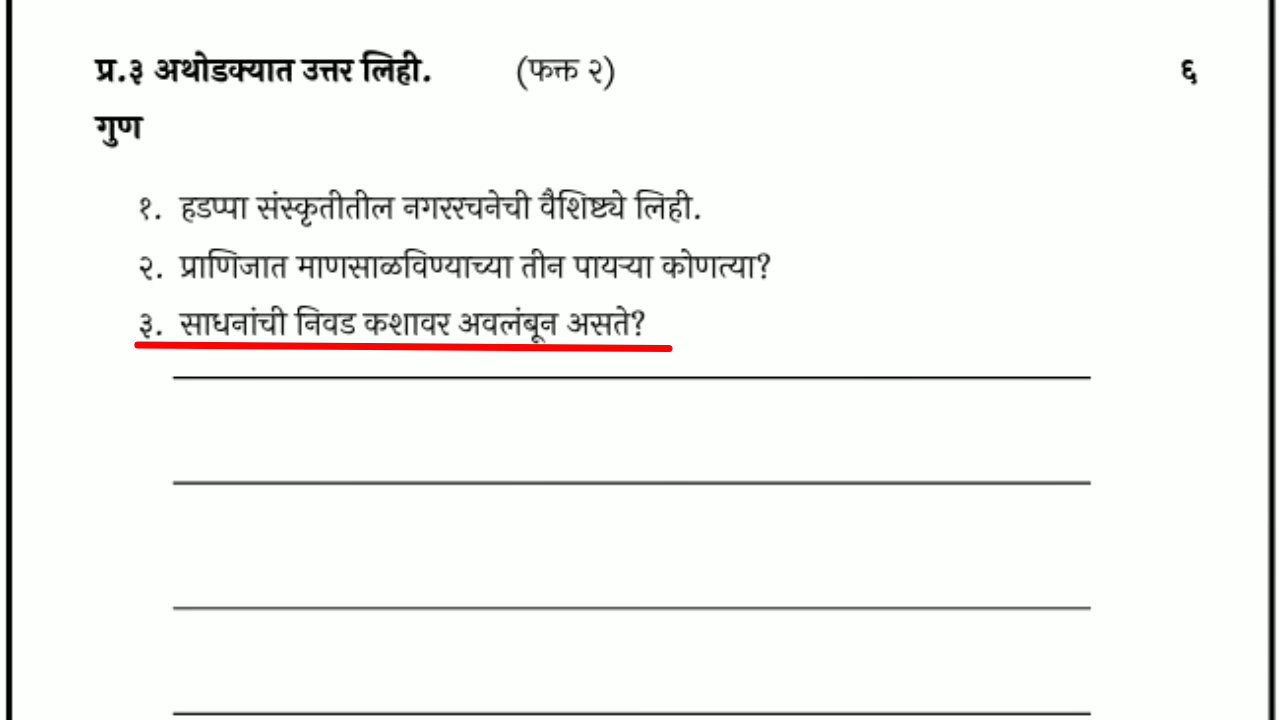 प्र.३ अथोडक्यात उत्तर लिही. (फक्त २) ६
गुण
१. हडप्पा संस्कृतीतील नगररचनेची वैशिष्ट्ये लिही.
२. प्राणिजात माणसाळविण्याच्या तीन पायऱ्या कोणत्या?
३. साधनांची निवड कशावर अवलंबून असते?